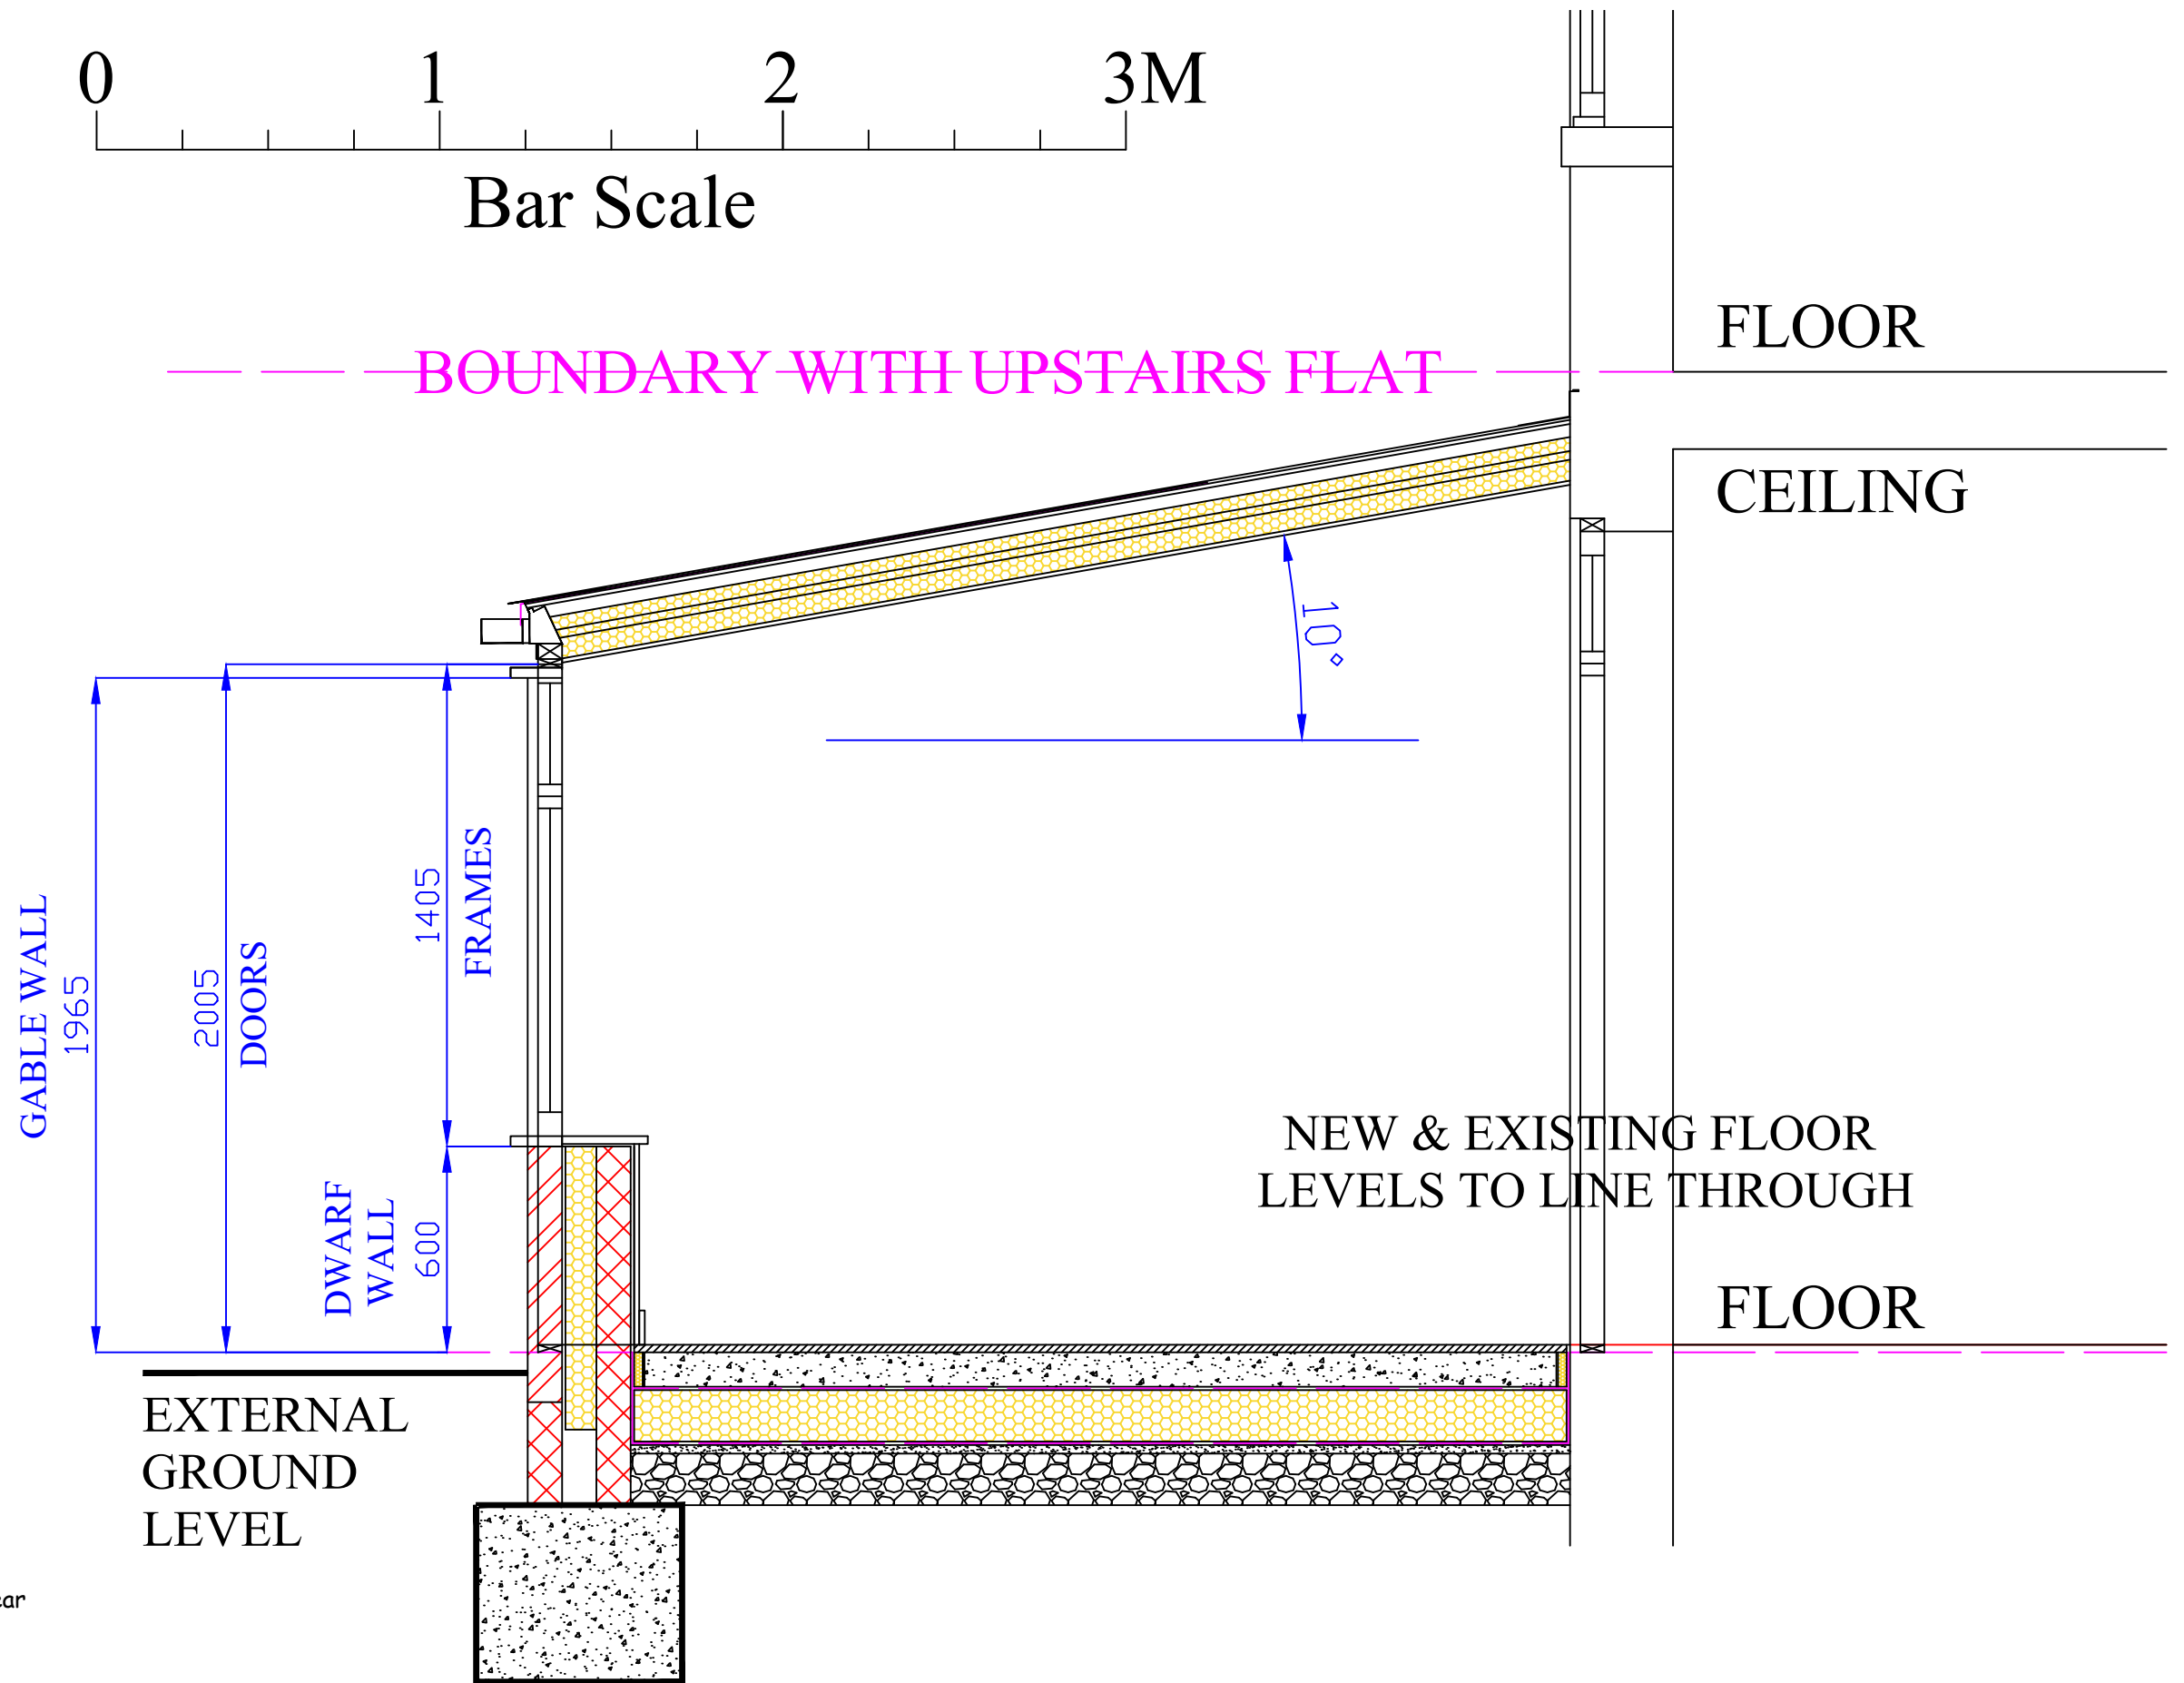 0 1 2 3M
Bar Scale
FLOOR
BOUNDARY WITH UPSTAIRS FLAT
CEILING
10°
GABLE WALL
1965
2005
DOORS
1405
FRAMES
DWARF
WALL
600
NEW & EXISTING FLOOR
LEVELS TO LINE THROUGH
FLOOR
EXTERNAL
GROUND
LEVEL